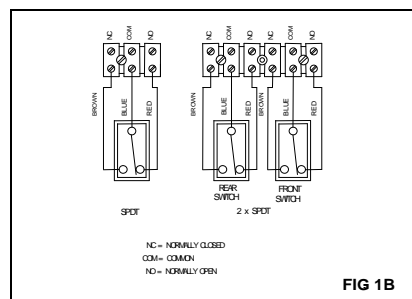 NC COM NO NC COM NO NC COM NO
BROWN BLUE RED BROWN BLUE RED BROWN BLUE RED
REAR SWITCH
FRONT SWITCH
SPDT
2 x SPDT
NC = NORMALLY CLOSED
COM = COMMON
NO = NORMALLY OPEN
FIG 1B